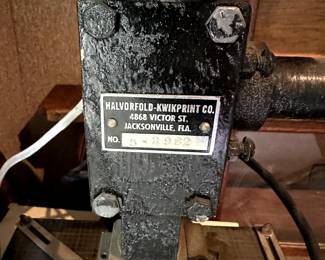 HALVORFOLD-KWIKPRINT CO.
4868 VICTOR ST.
JACKSONVILLE, FLA.
NO.